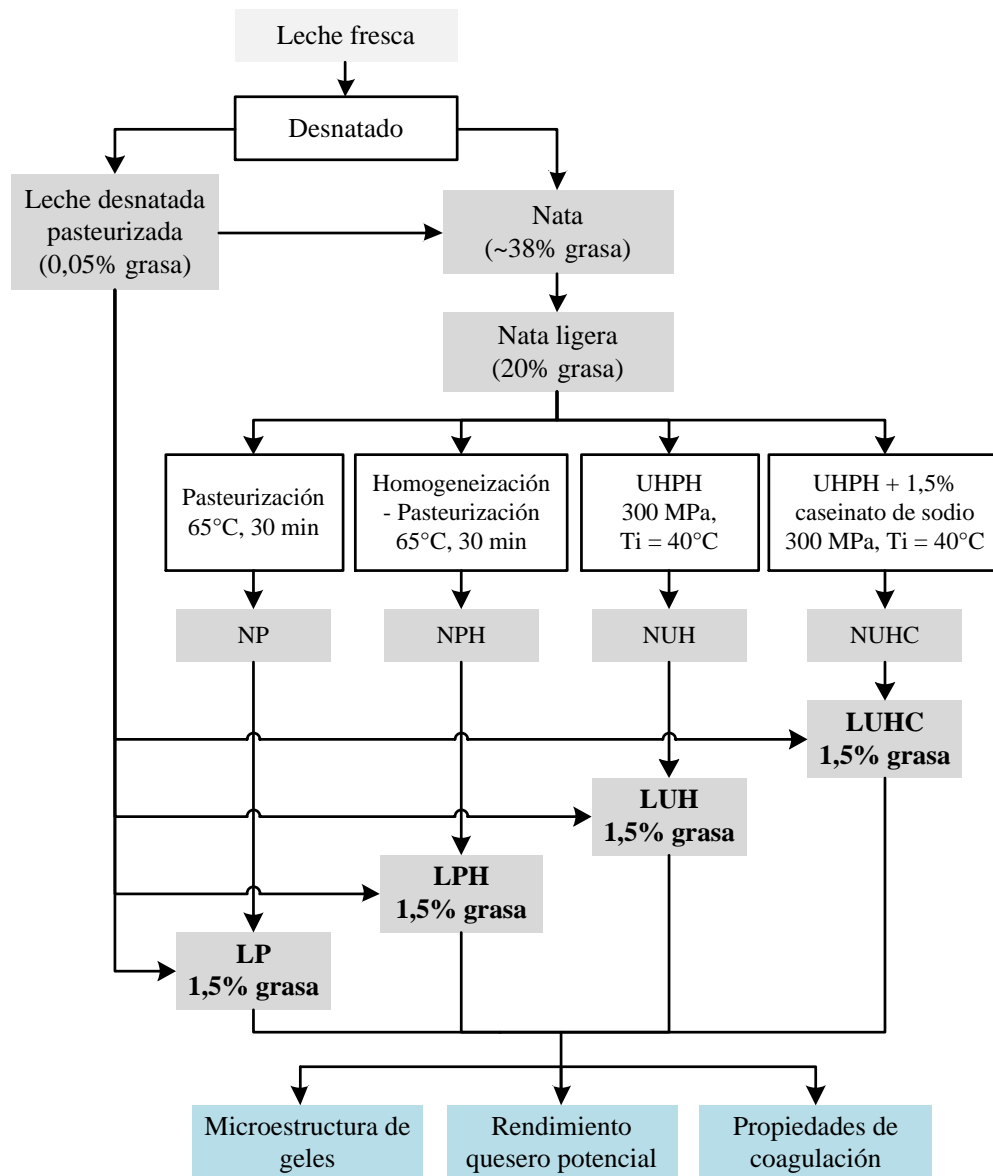 Leche fresca
Desnatado
Leche desnatada
pasteurizada
(0,05% grasa)
Nata
(~38% grasa)
Nata ligera
(20% grasa)
Pasteurización
65°C, 30 min
Homogeneización
- Pasteurización
65°C, 30 min
UHPH
300 MPa,
Ti = 40°C
UHPH + 1,5%
caseinato de sodio
300 MPa, Ti = 40°C
NP
NPH
NUH
NUHC
LUHC
1,5% grasa
LUH
1,5% grasa
LPH
1,5% grasa
LP
1,5% grasa
Microestructura de
geles
Rendimiento
quesero potencial
Propiedades de
coagulación